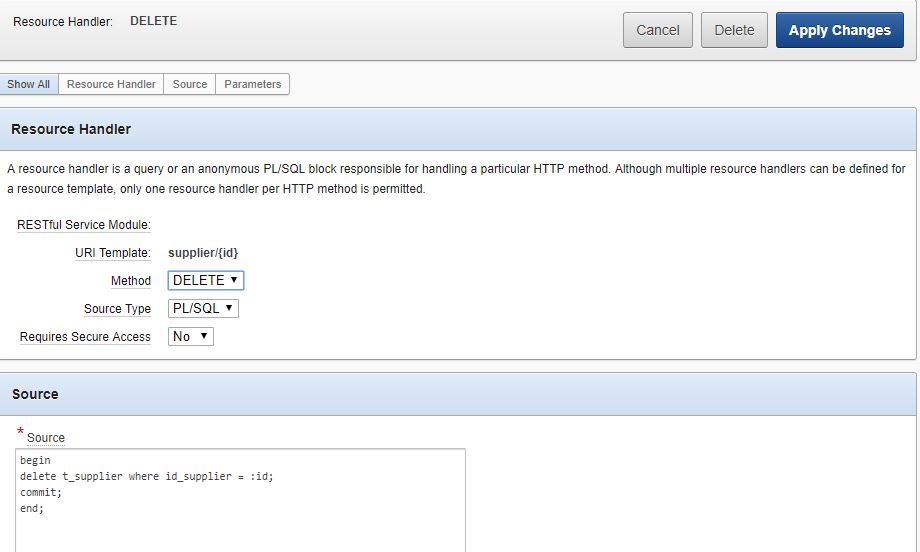 Resource Handler: DELETE
Cancel Delete Apply Changes
Show All Resource Handler Source Parameters
Resource Handler
A resource handler is a query or an anonymous PL/SQL block responsible for handling a particular HTTP method. Although multiple resource handlers can be defined for
a resource template, only one resource handler per HTTP method is permitted.
RESTful Service Module:
URI Template: supplier/{id}
Method DELETE
Source Type PL/SQL
Requires Secure Access No
Source
* Source
begin
delete t_supplier where id_supplier = :id;
commit;
end;